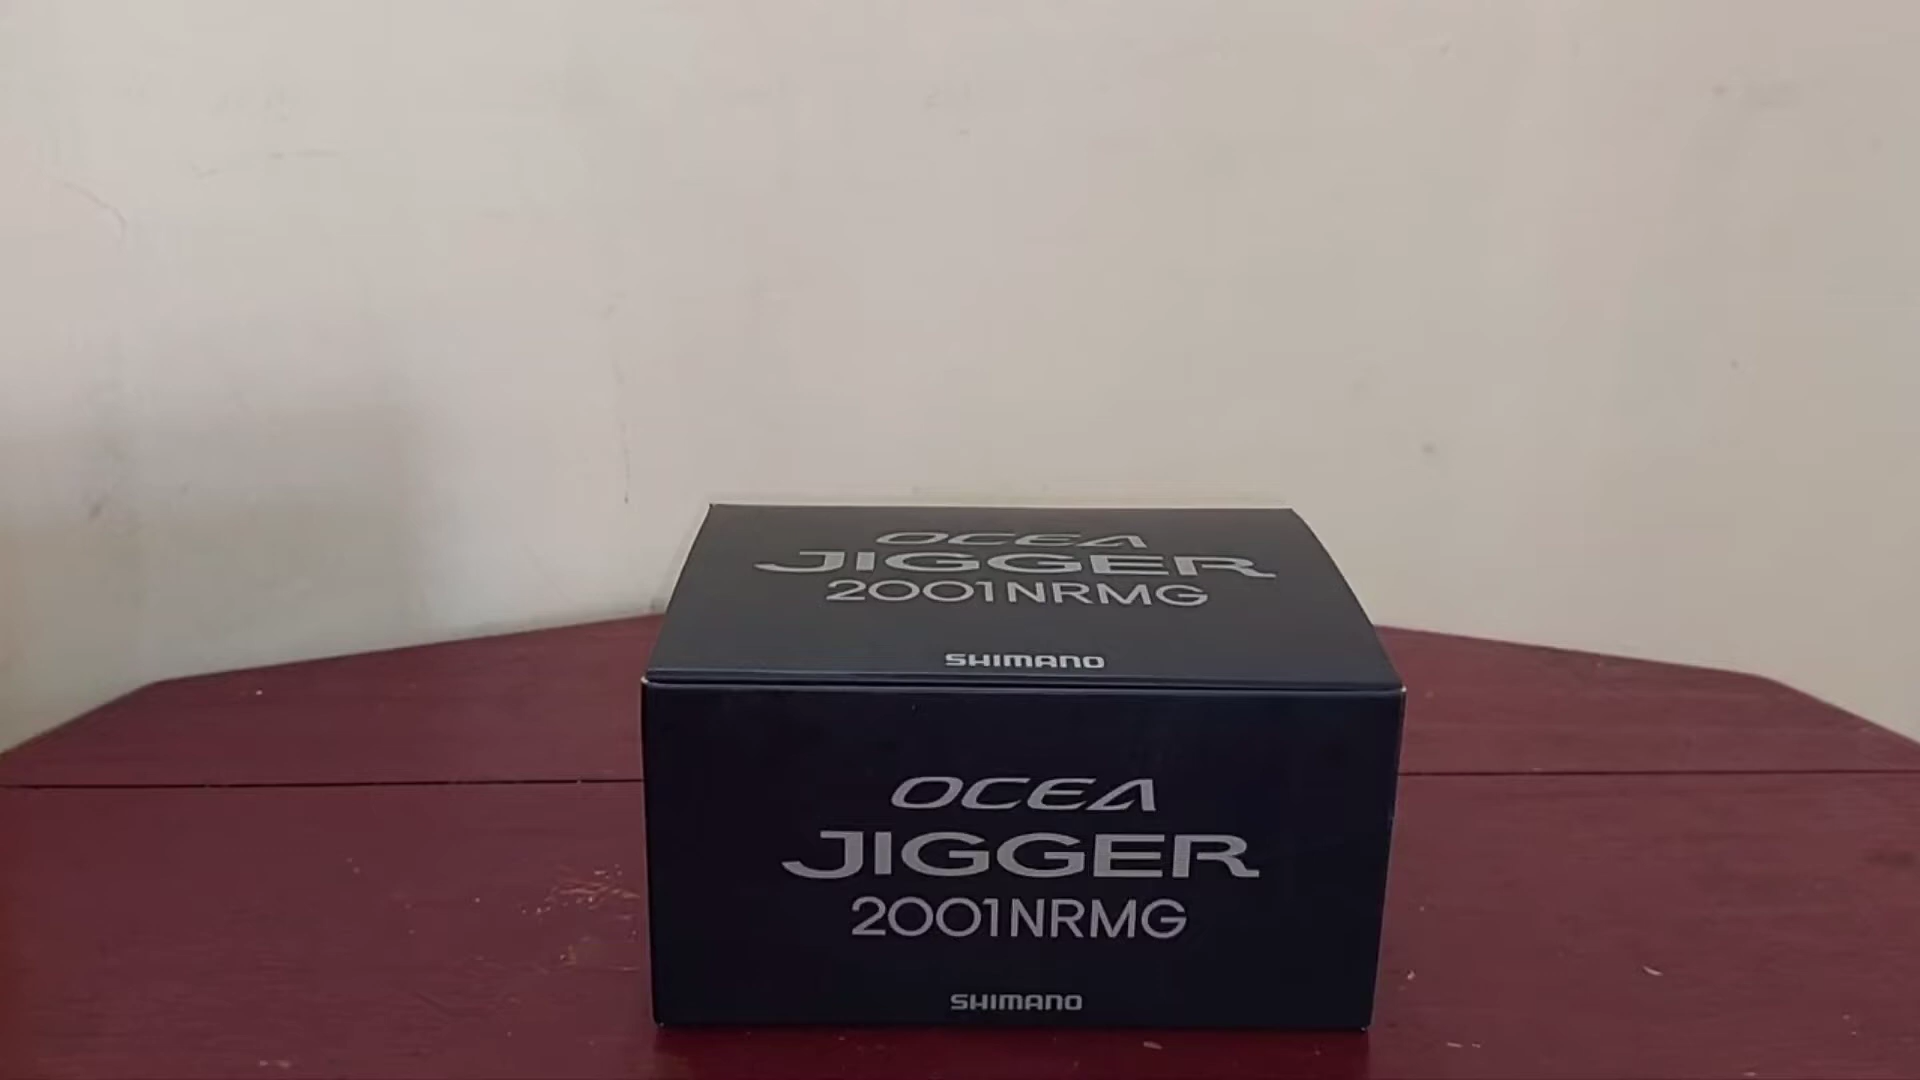 OCEA
JIGGER
2001NRMG
SHIMANO
OCEA
JIGGER
2001NRMG
SHIMANO